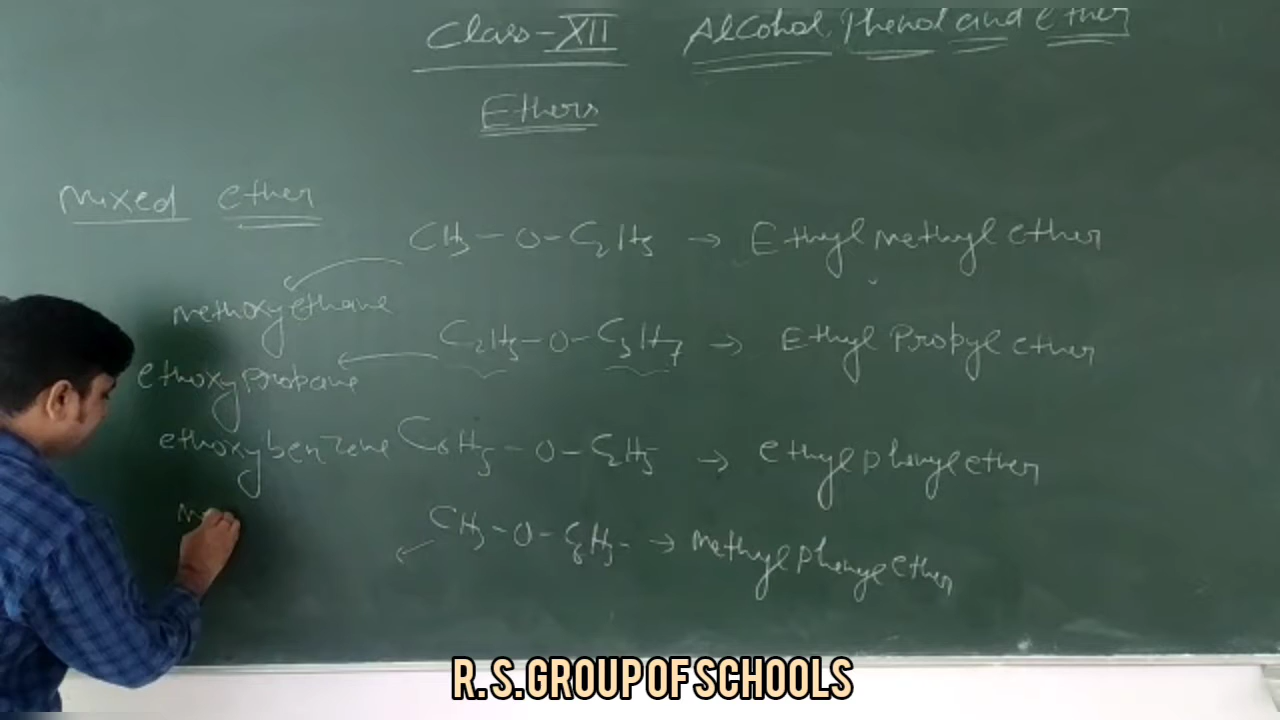 Class-XII Alcohol, Phenol and ether
Ethers
Mixed ether
CH3-O-C2H5 → Ethyl methyl ether
methoxyethane
C2H5-O-C3H7 → Ethyl Propyl ether
ethoxypropane
ethoxybenzene C6H5-O-C2H5 → ethyl phenyl ether
CH3-O-C6H5- → Methyl phenyl ether
R. S. GROUP OF SCHOOLS